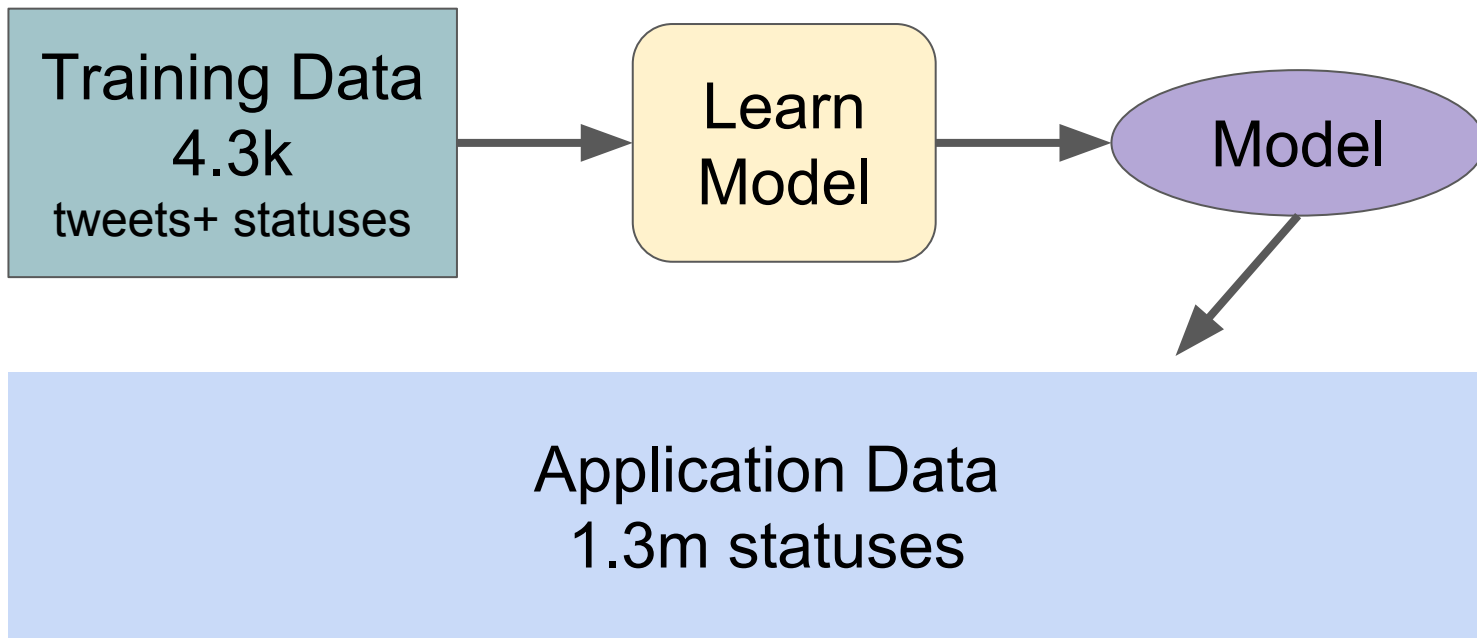 Training Data
4.3k
tweets+ statuses
Learn
Model
Model
Application Data
1.3m statuses